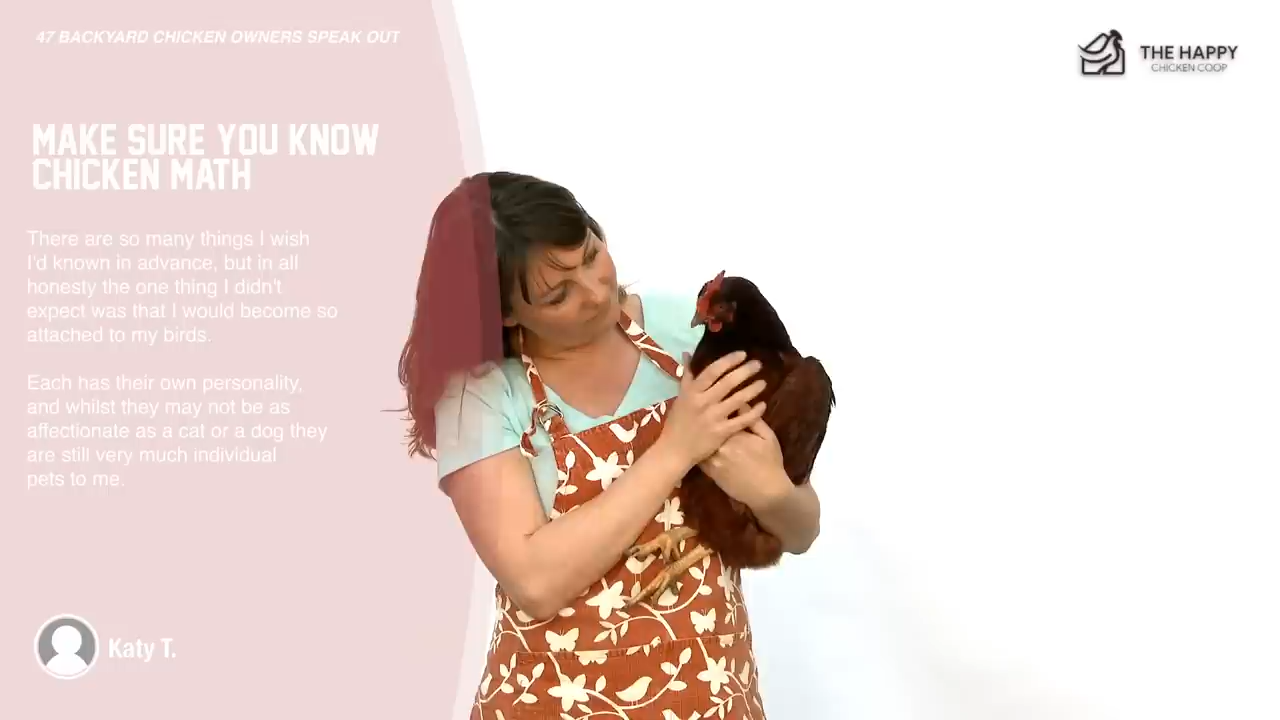 47 BACKYARD CHICKEN OWNERS SPEAK OUT
THE HAPPY
CHICKEN COOP
MAKE SURE YOU KNOW
CHICKEN MATH
There are so many things I wish
I'd known in advance, but in all
honesty the one thing I didn't
expect was that I would become so
attached to my birds.
Each has their own personality,
and whilst they may not be as
affectionate as a cat or a dog they
are still very much individual
pets to me.
Katy T.